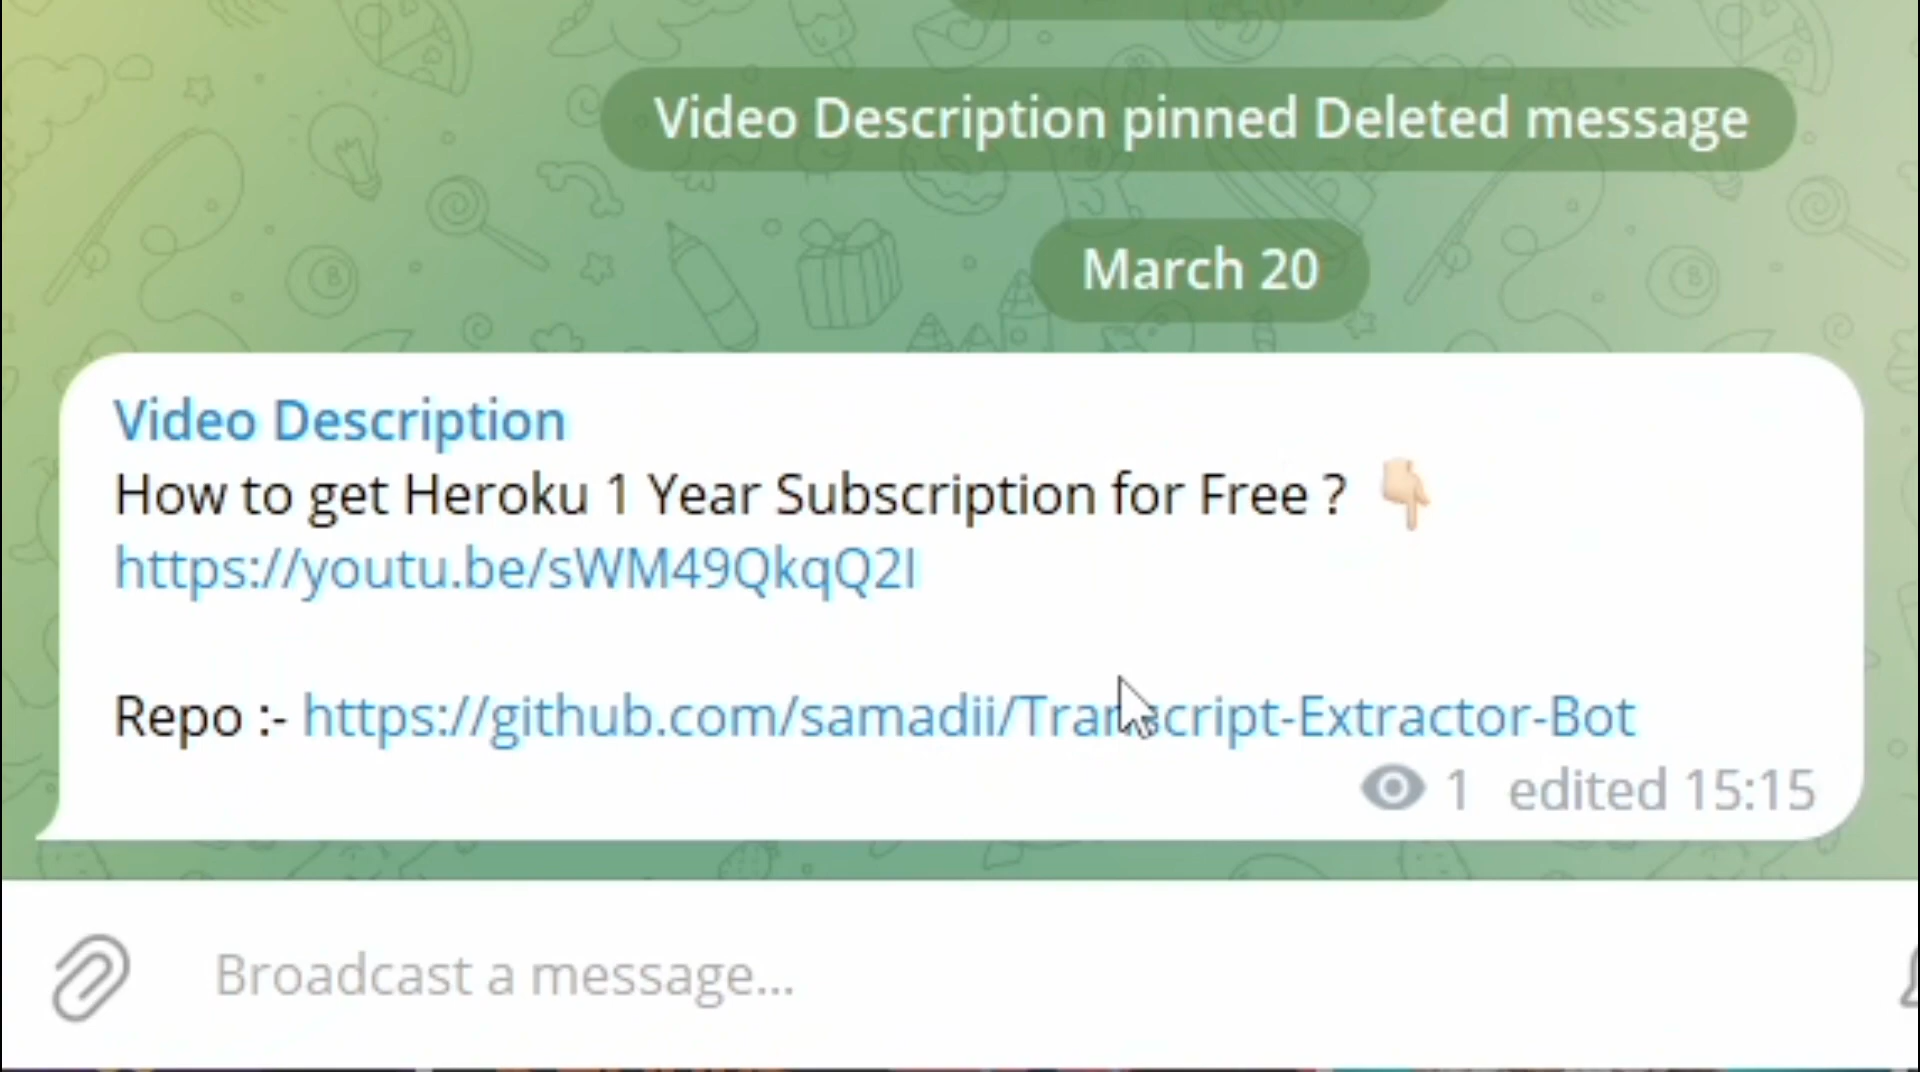 Video Description pinned Deleted message
March 20
Video Description
How to get Heroku 1 Year Subscription for Free ? 👇🏻
https://youtu.be/sWM49QkqQ2I
Repo :- https://github.com/samadii/Transcript-Extractor-Bot
1 edited 15:15
Broadcast a message...